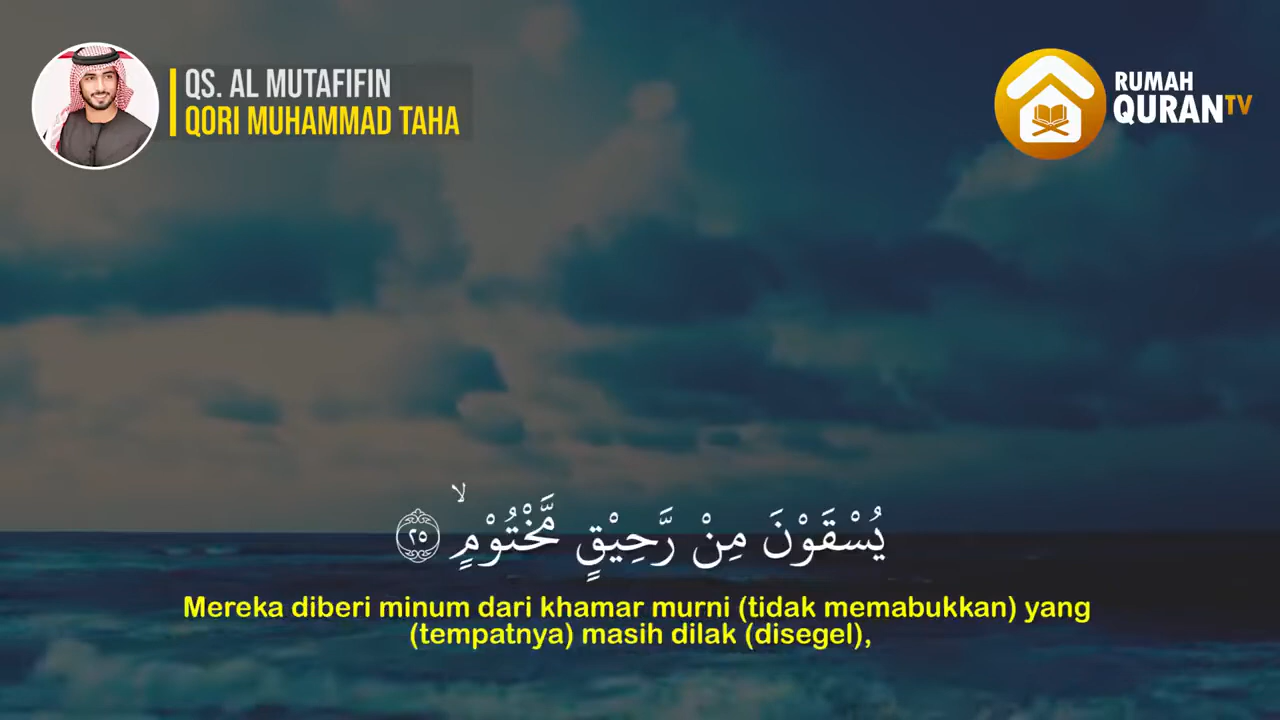 QS. AL MUTAFIFIN
QORI MUHAMMAD TAHA
RUMAH
QURANTV
يُسْقَوْنَ مِنْ رَّحِيْقٍ مَّخْتُوْمٍۙ ٢٥
Mereka diberi minum dari khamar murni (tidak memabukkan) yang
(tempatnya) masih dilak (disegel),